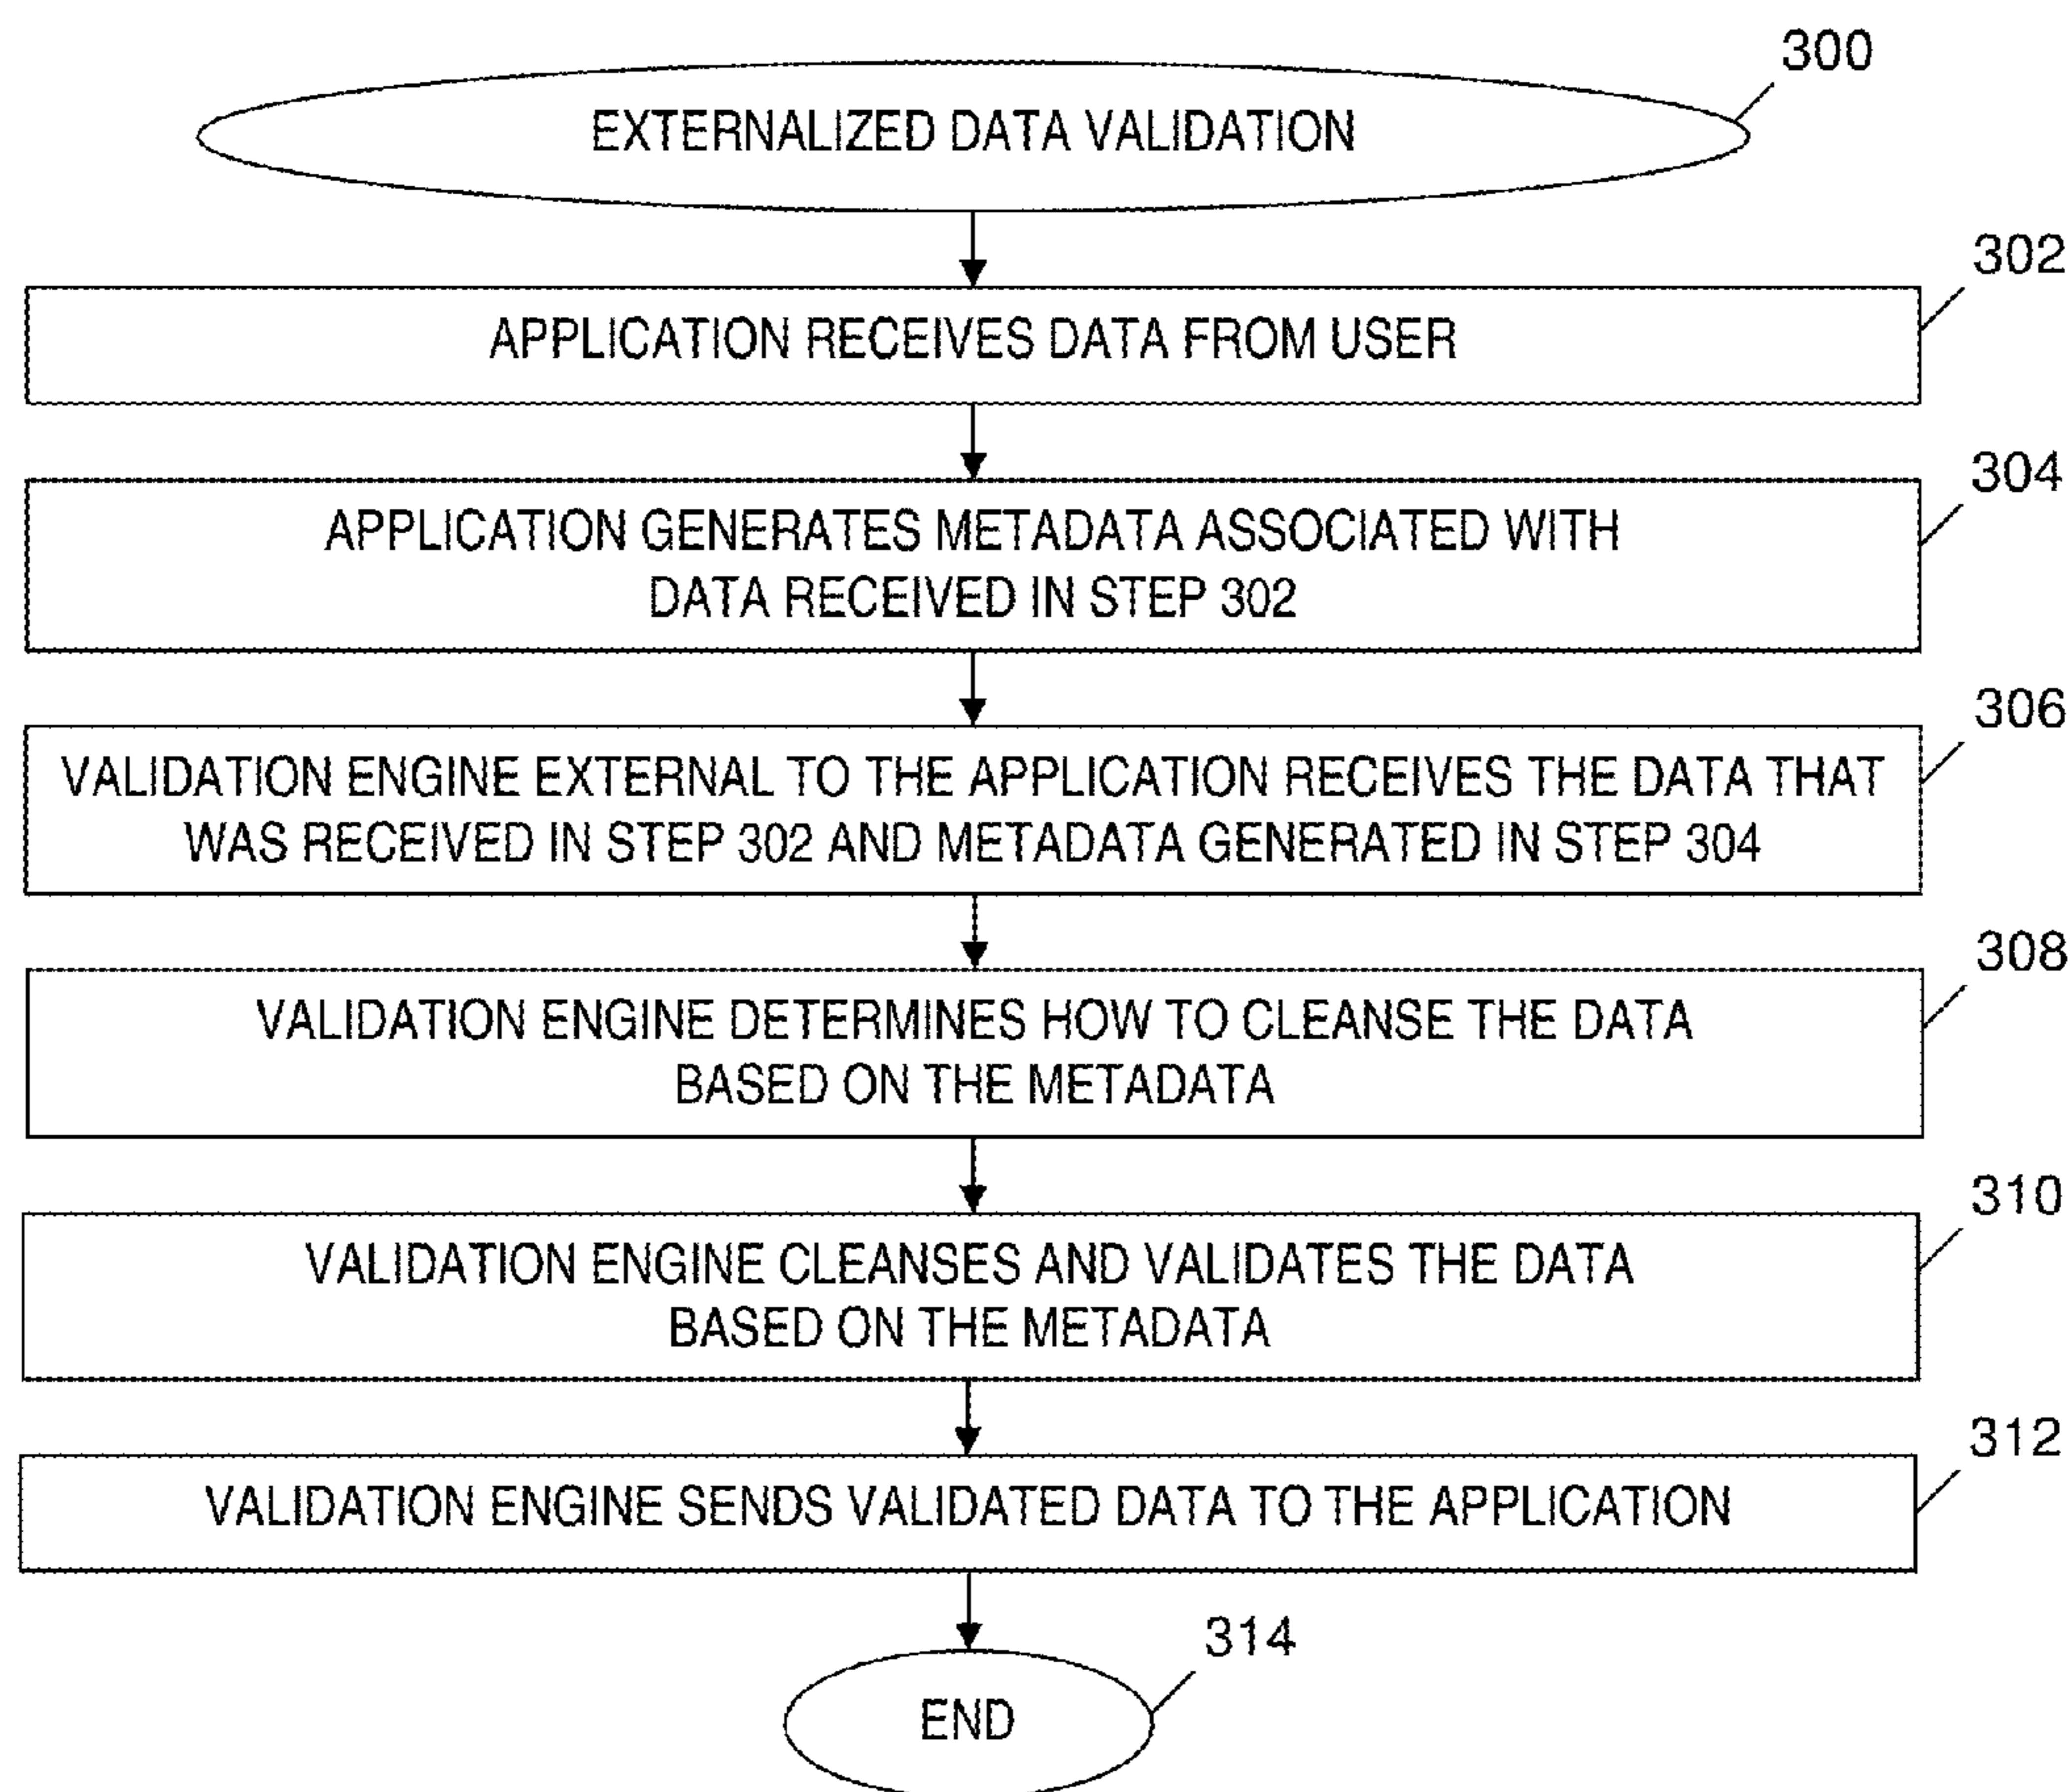 300
EXTERNALIZED DATA VALIDATION
302
APPLICATION RECEIVES DATA FROM USER
304
APPLICATION GENERATES METADATA ASSOCIATED WITH
DATA RECEIVED IN STEP 302
306
VALIDATION ENGINE EXTERNAL TO THE APPLICATION RECEIVES THE DATA THAT
WAS RECEIVED IN STEP 302 AND METADATA GENERATED IN STEP 304
308
VALIDATION ENGINE DETERMINES HOW TO CLEANSE THE DATA
BASED ON THE METADATA
310
VALIDATION ENGINE CLEANSES AND VALIDATES THE DATA
BASED ON THE METADATA
312
VALIDATION ENGINE SENDS VALIDATED DATA TO THE APPLICATION
314
END